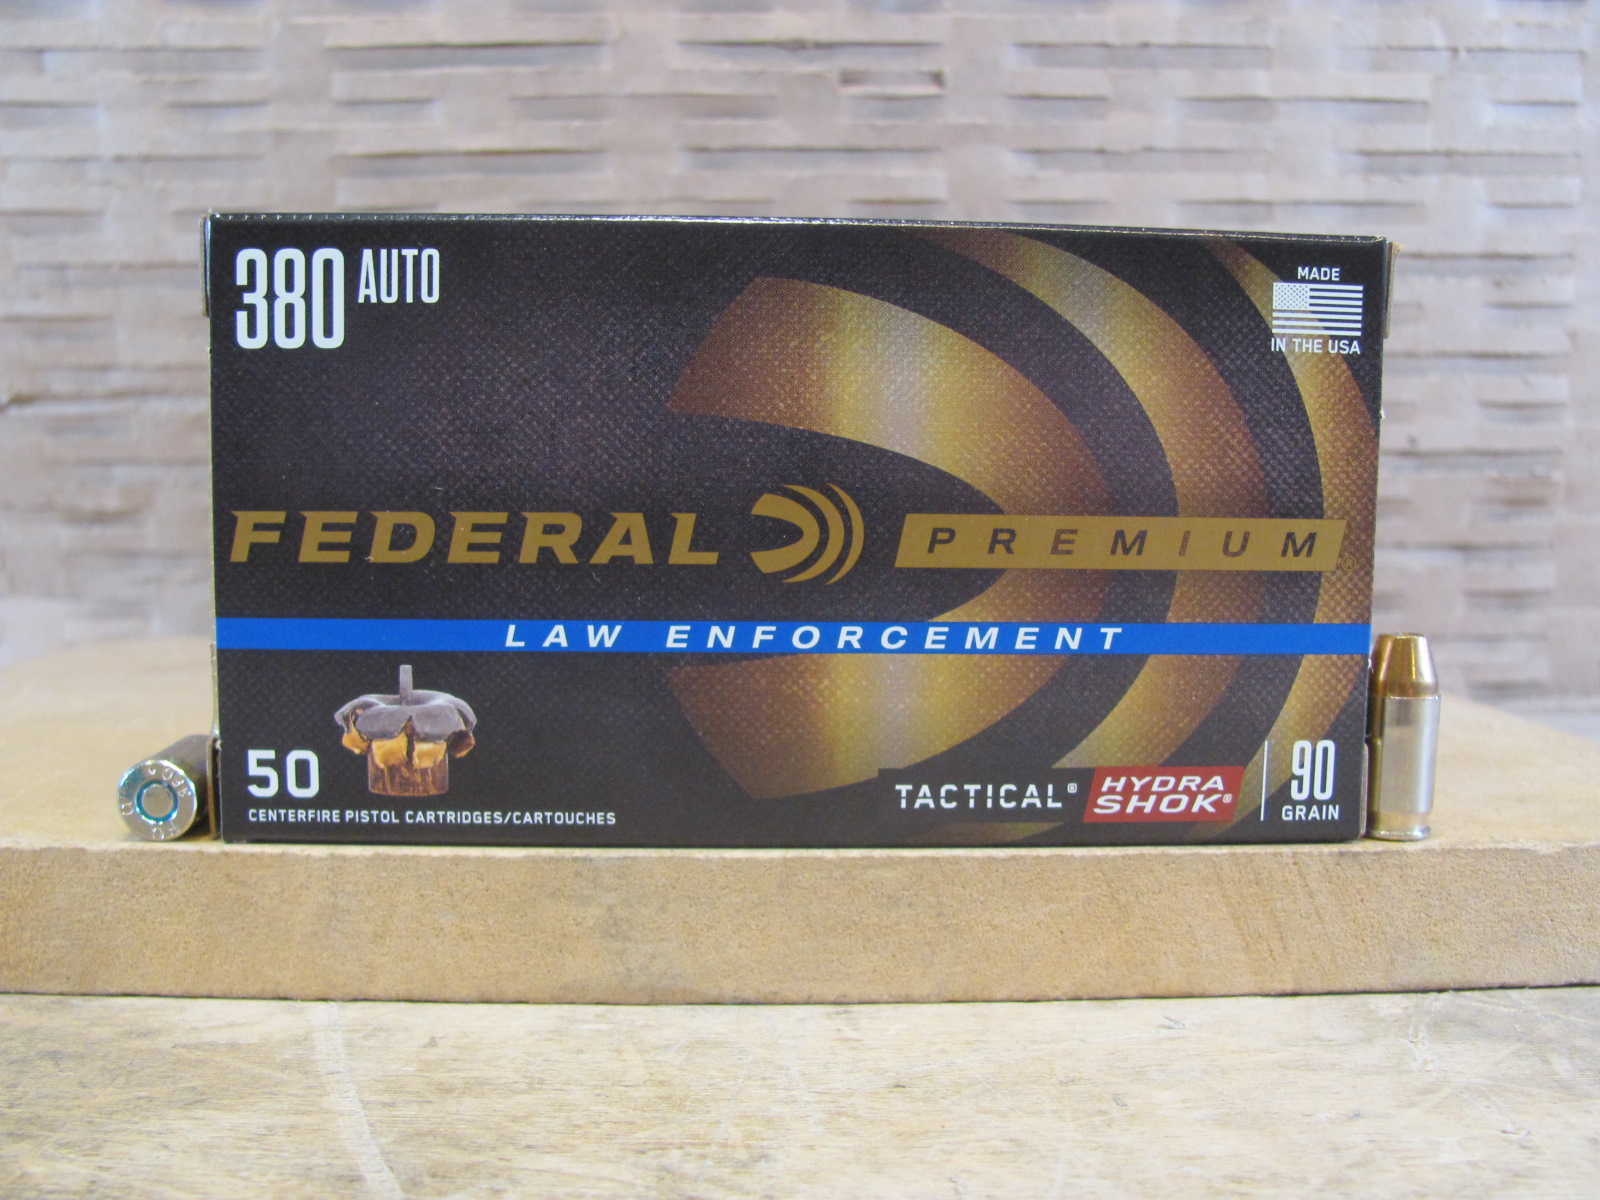 380 AUTO
MADE
IN THE USA
FEDERAL PREMIUM®
LAW ENFORCEMENT
50
CENTERFIRE PISTOL CARTRIDGES/CARTOUCHES
TACTICAL® HYDRA
SHOK®
90
GRAIN
380